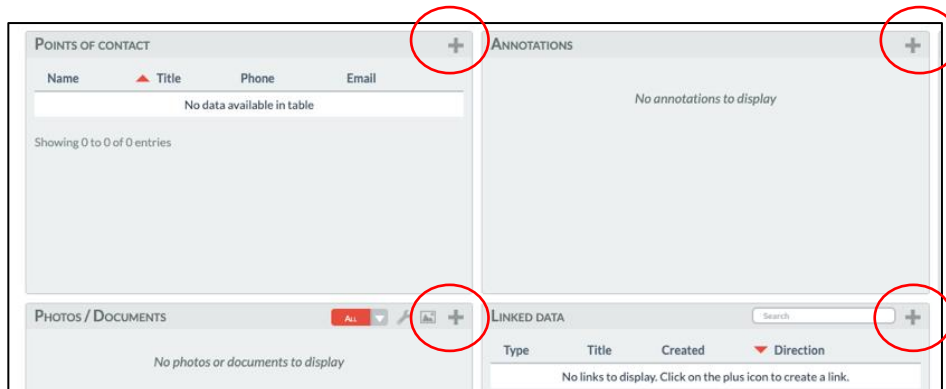 POINTS OF CONTACT
Name Title Phone Email
No data available in table
Showing 0 to 0 of 0 entries
ANNOTATIONS
No annotations to display
PHOTOS / DOCUMENTS
ALL
No photos or documents to display
LINKED DATA
Search
Type Title Created Direction
No links to display. Click on the plus icon to create a link.